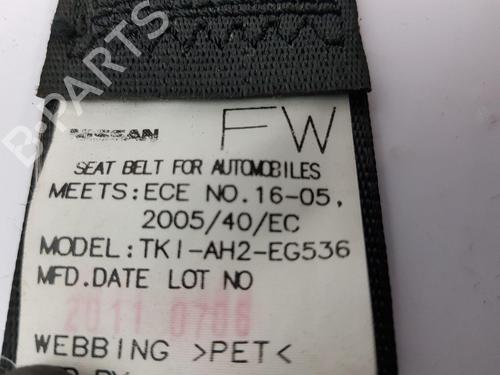 NISSAN FW
SEAT BELT FOR AUTOMOBILES
MEETS:ECE NO.16-05,
2005/40/EC
MODEL:TKI-AH2-EG536
MFD.DATE LOT NO
2011 0706
WEBBING >PET<
B-PARTS